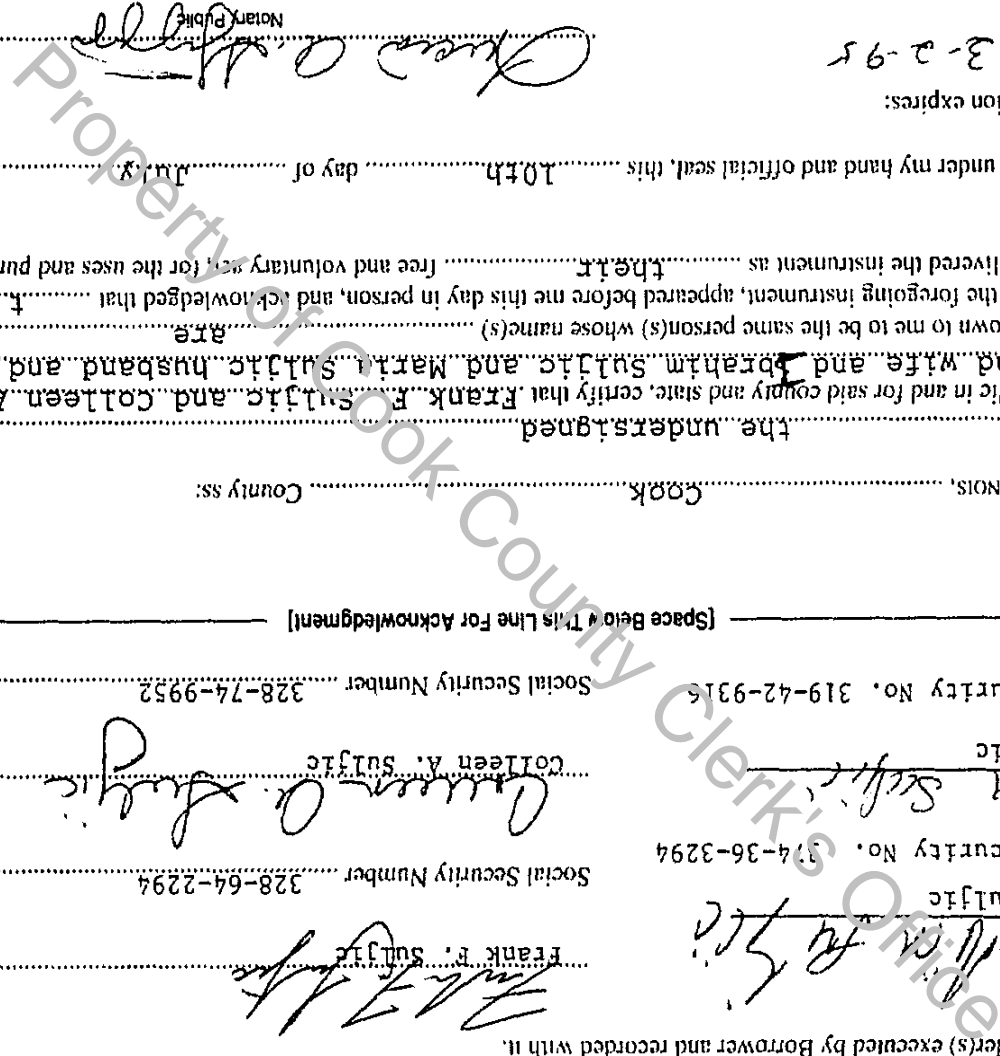 ler(s) executed by Borrower and recorded with it.
Frank F. Suljic
Social Security Number 328-64-2294
uljic
curity No. 374-36-3294
Colleen A. Suljic
Colleen A. Suljic
Social Security Number 328-74-9952
Suljic
ic
urity No. 319-42-9316
[Space Below This Line For Acknowledgment]
NOIS, Cook County ss:
the undersigned
ic in and for said county and state, certify that Frank F. Suljic and Colleen A
nd wife and Ibrahim Suljic and Maria Suljic husband and
own to me to be the same person(s) whose name(s) are
the foregoing instrument, appeared before me this day in person, and acknowledged that t
livered the instrument as their free and voluntary act, for the uses and pur
under my hand and official seal, this 10th day of July
ion expires:
3-2-95
Notary Public
Property of Cook County Clerk's Office